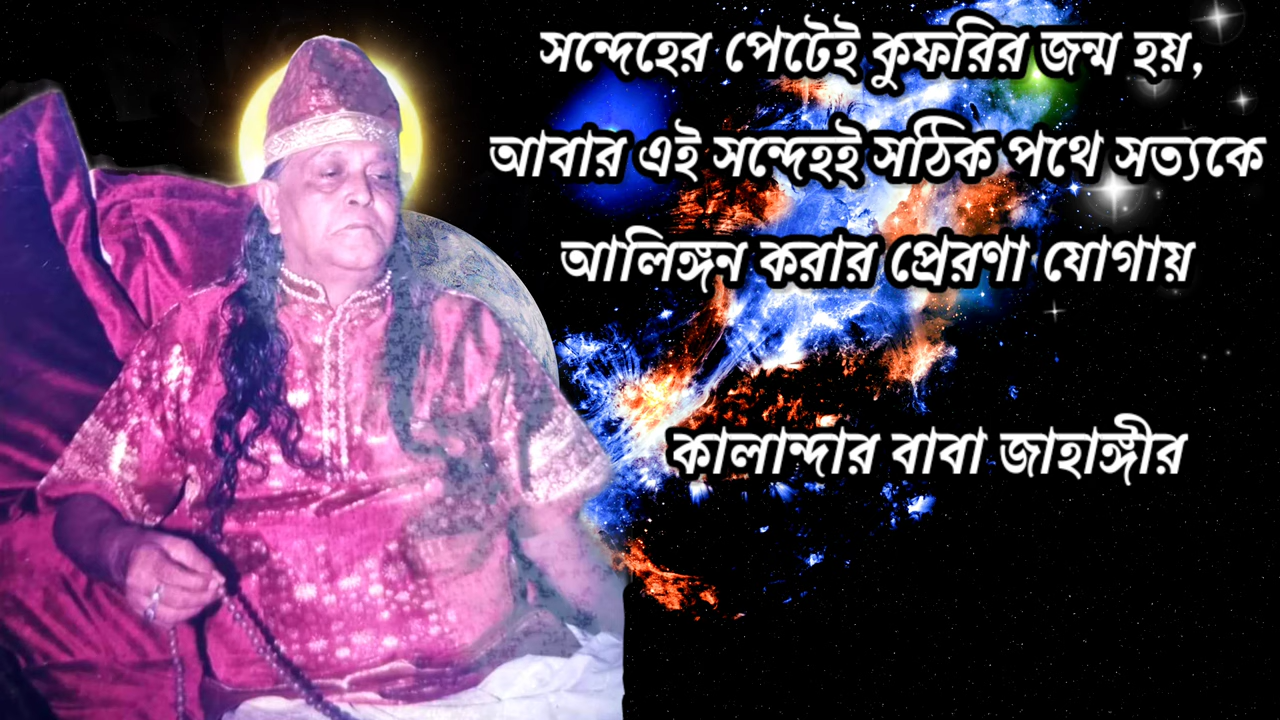 সন্দেহের পেটেই কুফরির জন্ম হয়,
আবার এই সন্দেহই সঠিক পথে সত্যকে
আলিঙ্গন করার প্রেরণা যোগায়
কালান্দার বাবা জাহাঙ্গীর